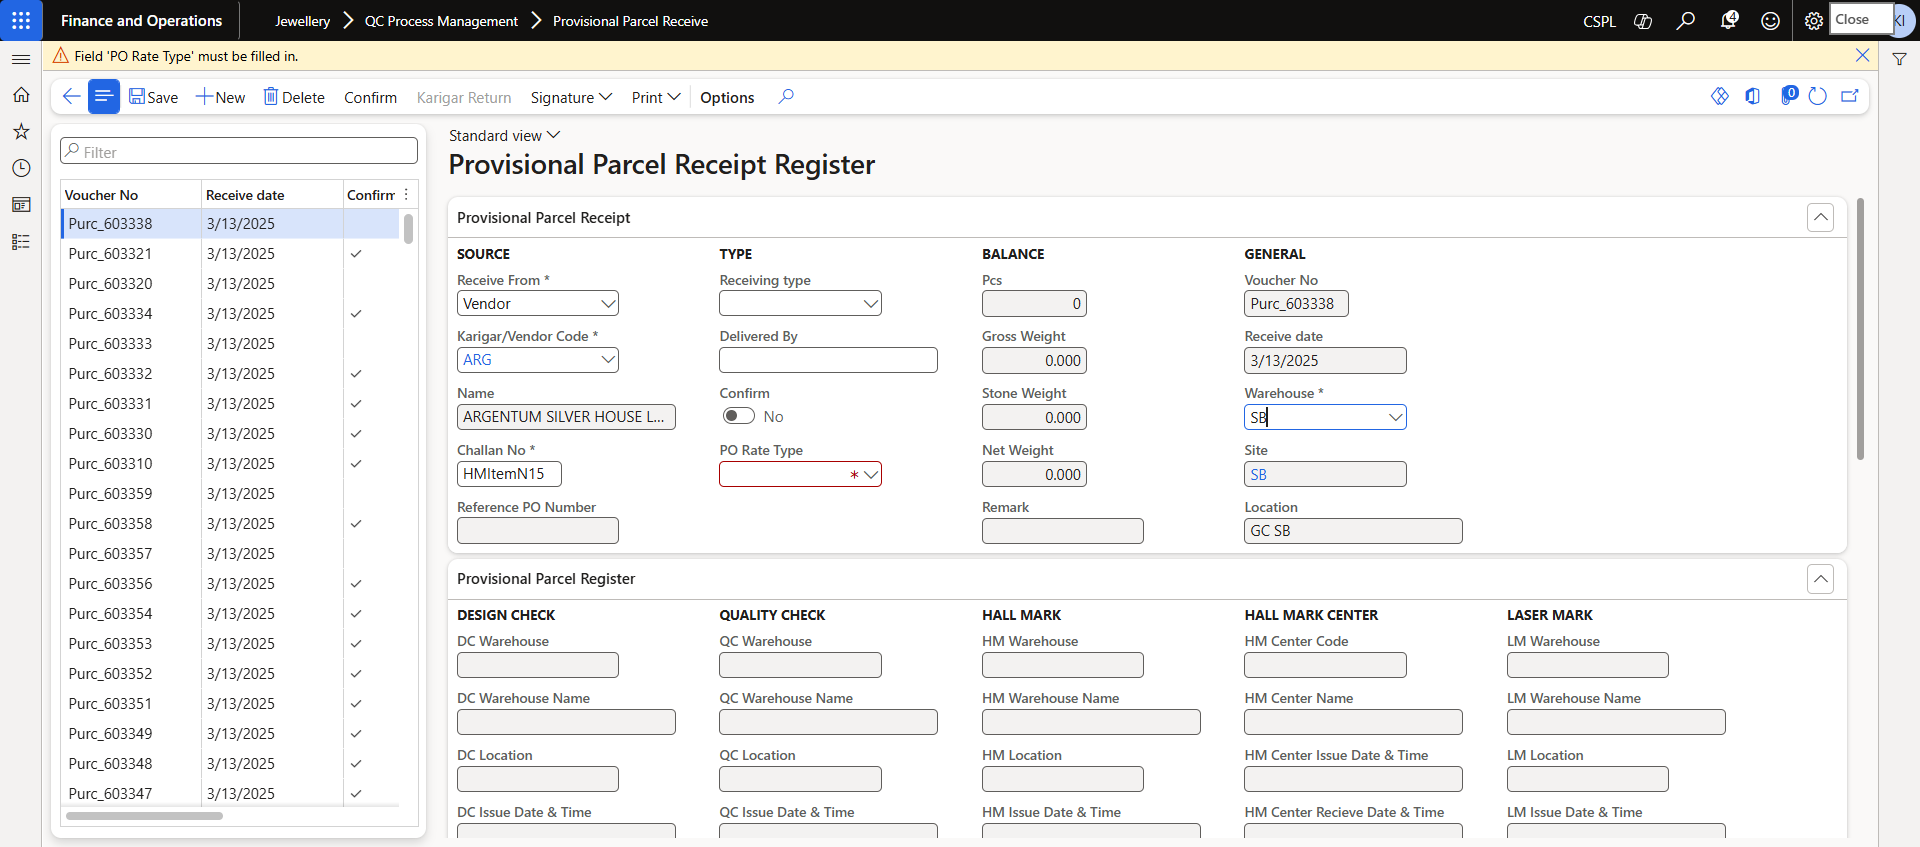 Finance and Operations
Jewellery
QC Process Management
Provisional Parcel Receive
CSPL
4
Close
KI
Field 'PO Rate Type' must be filled in.
Save
New
Delete
Confirm
Karigar Return
Signature
Print
Options
0
Filter
Voucher No Receive date Confirm
Purc_603338 3/13/2025
Purc_603321 3/13/2025
Purc_603320 3/13/2025
Purc_603334 3/13/2025
Purc_603333 3/13/2025
Purc_603332 3/13/2025
Purc_603331 3/13/2025
Purc_603330 3/13/2025
Purc_603310 3/13/2025
Purc_603359 3/13/2025
Purc_603358 3/13/2025
Purc_603357 3/13/2025
Purc_603356 3/13/2025
Purc_603354 3/13/2025
Purc_603353 3/13/2025
Purc_603352 3/13/2025
Purc_603351 3/13/2025
Purc_603349 3/13/2025
Purc_603348 3/13/2025
Purc_603347 3/13/2025
Standard view
Provisional Parcel Receipt Register
Provisional Parcel Receipt
SOURCE
Receive From *
Vendor
Karigar/Vendor Code *
ARG
Name
ARGENTUM SILVER HOUSE L...
Challan No *
HMItemN15
Reference PO Number
TYPE
Receiving type
Delivered By
Confirm
No
PO Rate Type
*
BALANCE
Pcs
0
Gross Weight
0.000
Stone Weight
0.000
Net Weight
0.000
Remark
GENERAL
Voucher No
Purc_603338
Receive date
3/13/2025
Warehouse *
SB
Site
SB
Location
GC SB
Provisional Parcel Register
DESIGN CHECK
DC Warehouse
DC Warehouse Name
DC Location
DC Issue Date & Time
QUALITY CHECK
QC Warehouse
QC Warehouse Name
QC Location
QC Issue Date & Time
HALL MARK
HM Warehouse
HM Warehouse Name
HM Location
HM Issue Date & Time
HALL MARK CENTER
HM Center Code
HM Center Name
HM Center Issue Date & Time
HM Center Recieve Date & Time
LASER MARK
LM Warehouse
LM Warehouse Name
LM Location
LM Issue Date & Time